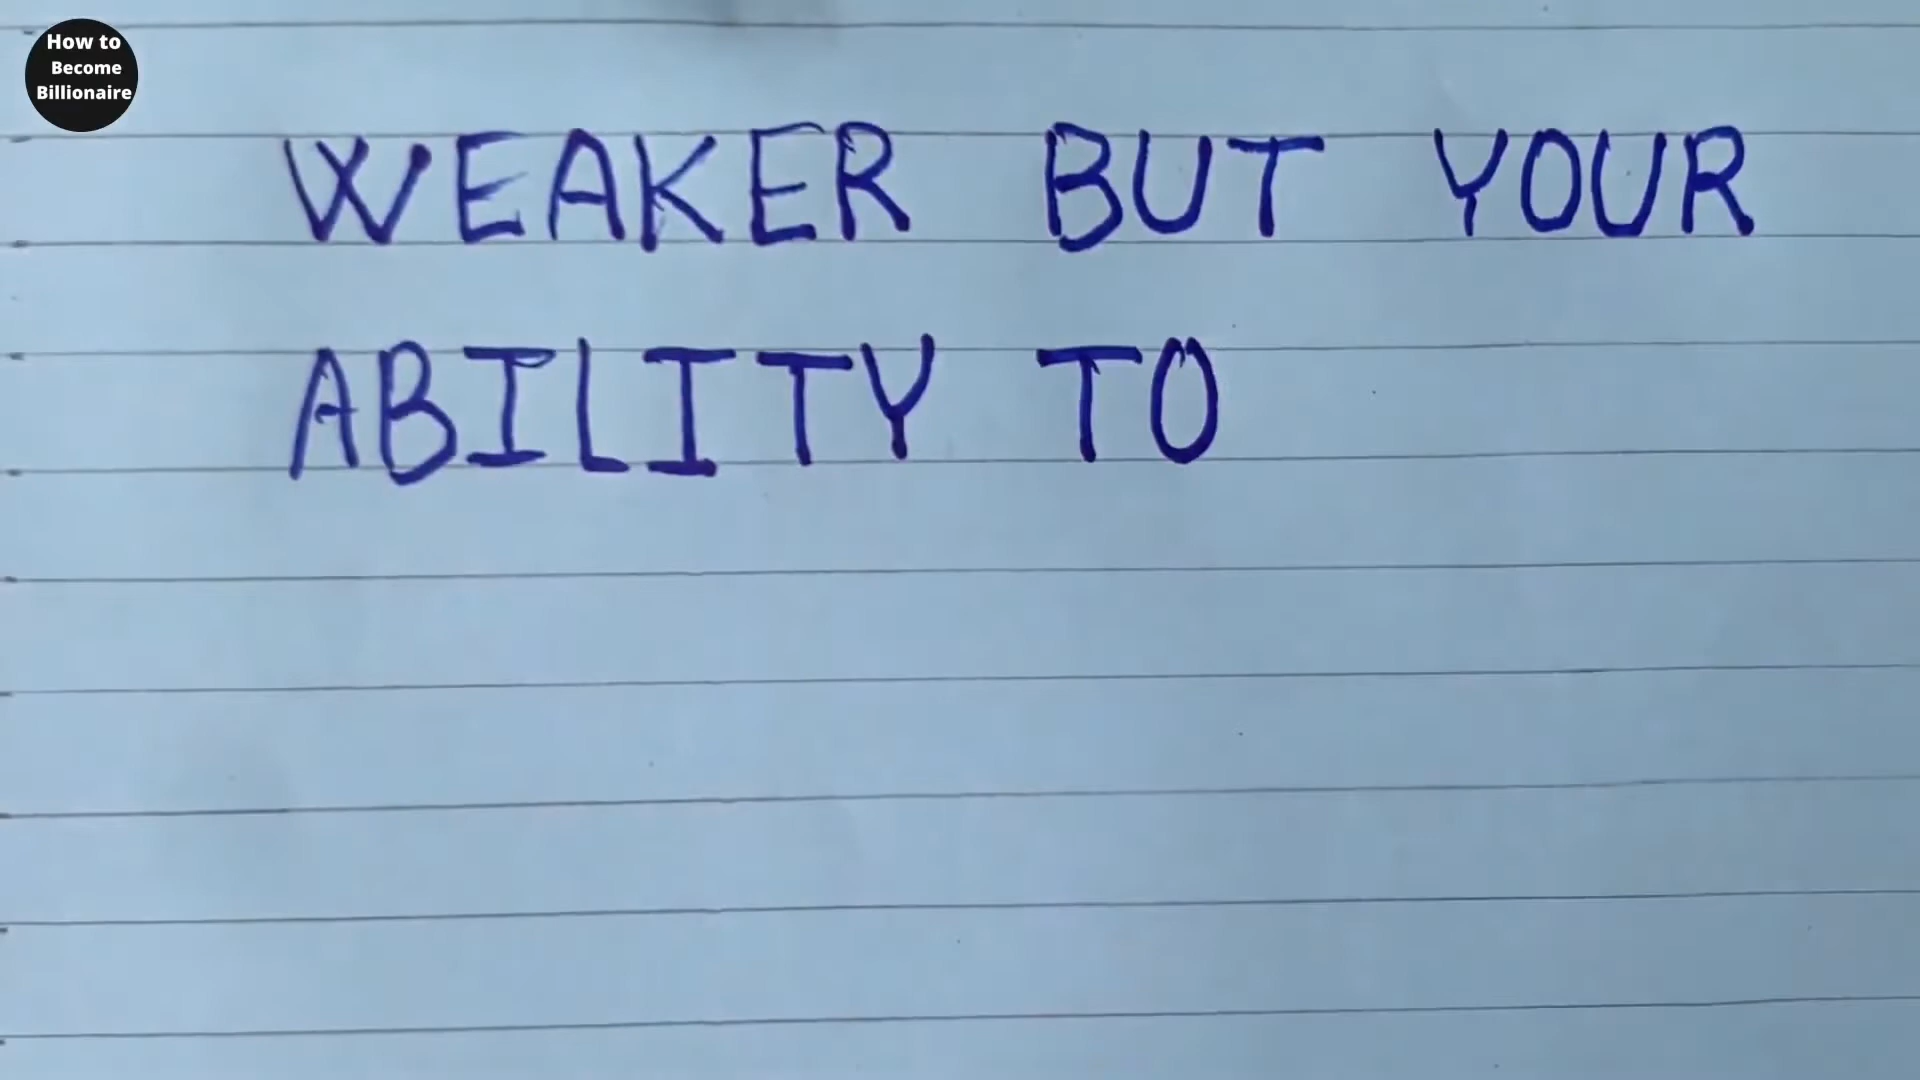 How to
Become
Billionaire
WEAKER BUT YOUR
ABILITY TO